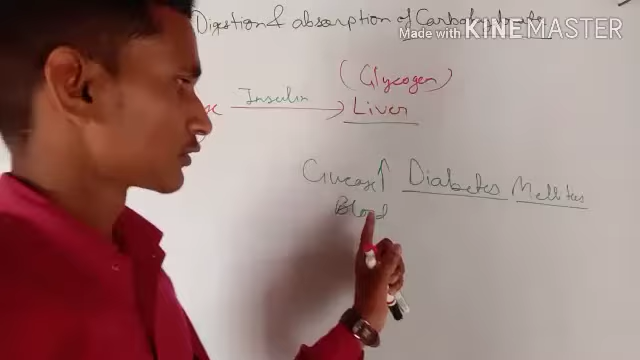 Digestion & absorption of Carbohydrate
Made with KINEMASTER
(Glycogen)
Insulin
Liver
Glucose ↑ Diabetes Mellitus
Blood